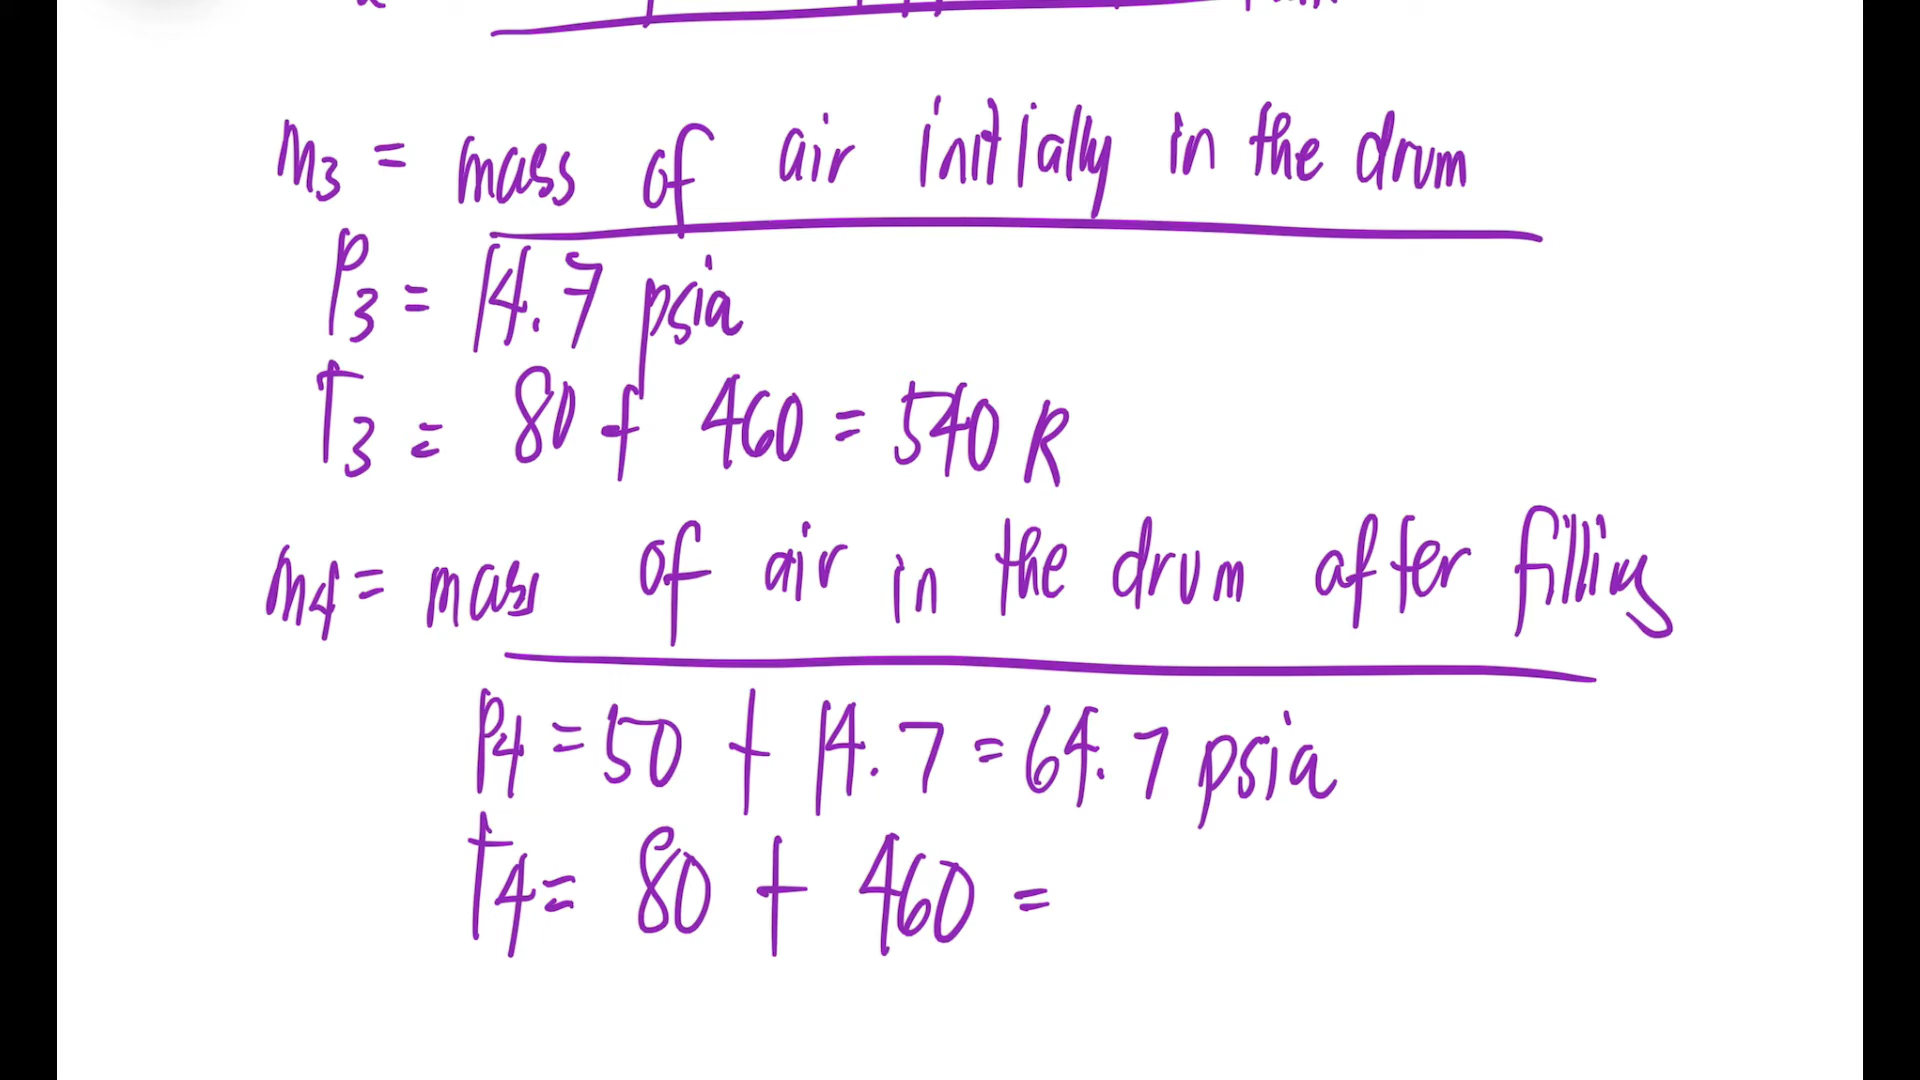 m3 = mass of air initially in the drum
P3 = 14.7 psia
T3 = 80 + 460 = 540 R
m4 = mass of air in the drum after filling
P4 = 50 + 14.7 = 64.7 psia
T4 = 80 + 460 =